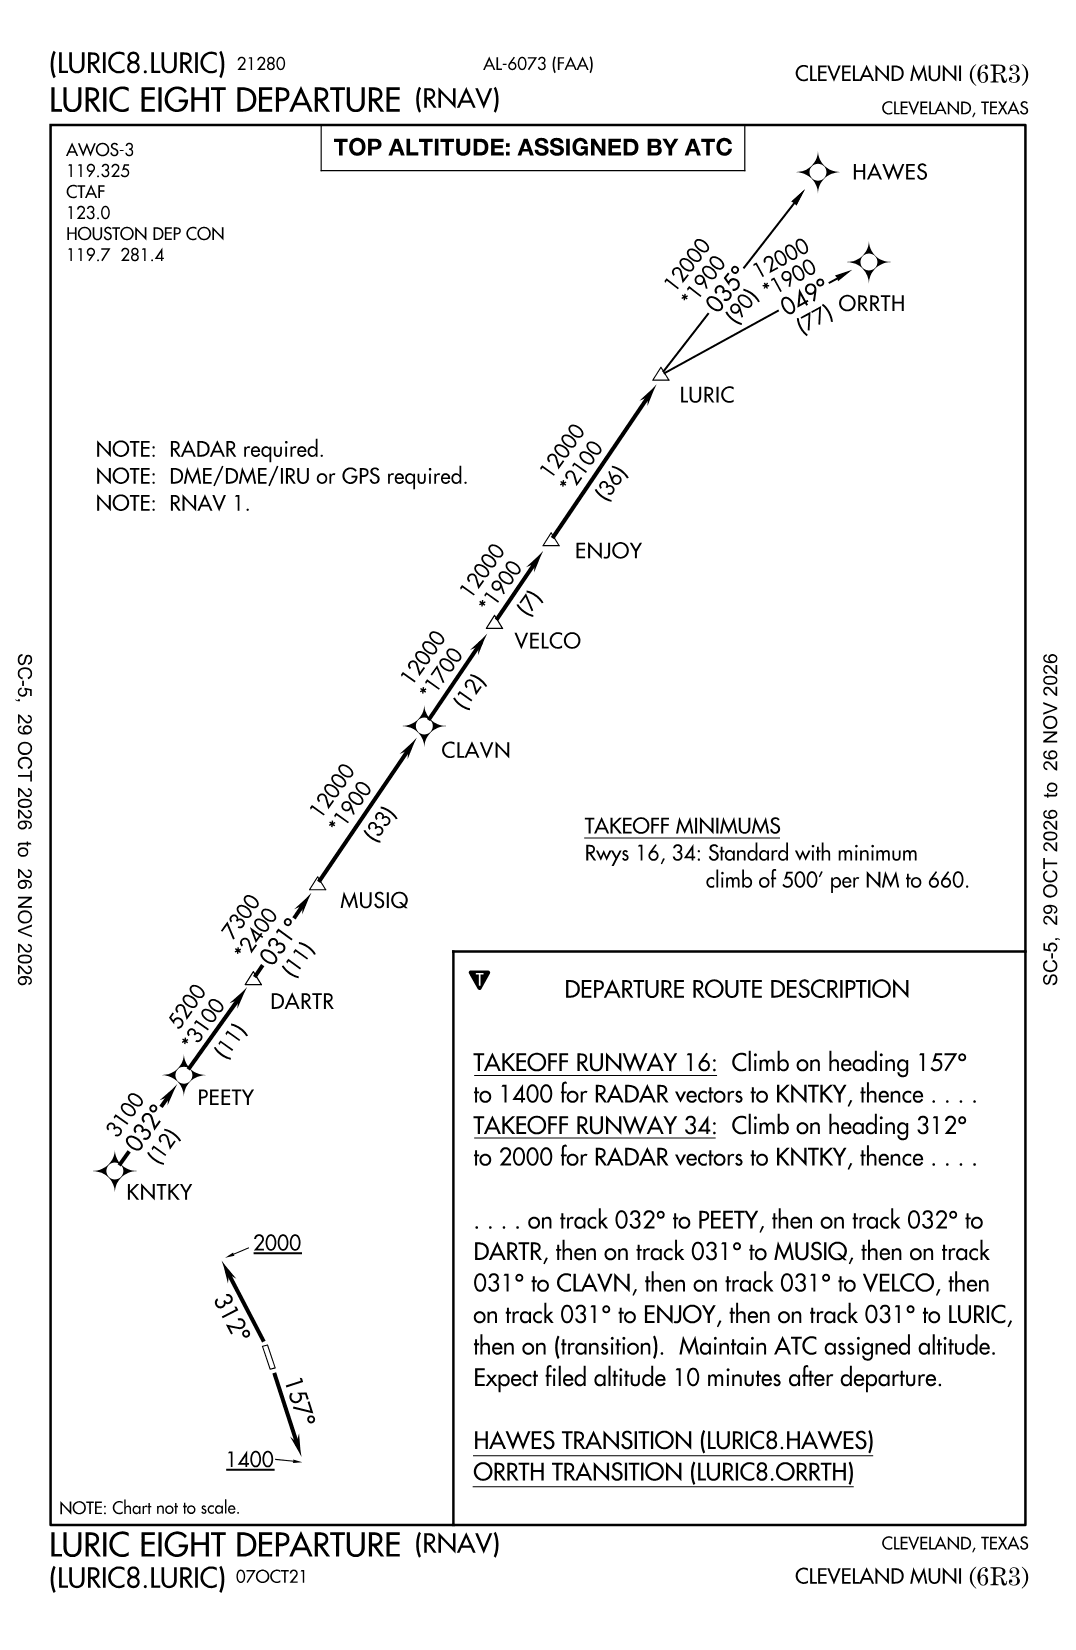 (LURIC8.LURIC) 21280
AL-6073 (FAA)
CLEVELAND MUNI (6R3)
LURIC EIGHT DEPARTURE (RNAV)
CLEVELAND, TEXAS
TOP ALTITUDE: ASSIGNED BY ATC
AWOS-3
119.325
CTAF
123.0
HOUSTON DEP CON
119.7 281.4
HAWES
12000
*1900
035°
(90)
12000
*1900
049°
(77)
ORRTH
LURIC
12000
*2100
(36)
NOTE: RADAR required.
NOTE: DME/DME/IRU or GPS required.
NOTE: RNAV 1.
ENJOY
12000
*1900
(7)
VELCO
12000
*1700
(12)
CLAVN
12000
*1900
(33)
TAKEOFF MINIMUMS
Rwys 16, 34: Standard with minimum
climb of 500' per NM to 660.
MUSIQ
7300
*2400
031°
(11)
DARTR
5200
*3100
(11)
PEETY
3100
032°
(12)
KNTKY
2000
312°
157°
1400
NOTE: Chart not to scale.
T
DEPARTURE ROUTE DESCRIPTION
TAKEOFF RUNWAY 16: Climb on heading 157°
to 1400 for RADAR vectors to KNTKY, thence . . . .
TAKEOFF RUNWAY 34: Climb on heading 312°
to 2000 for RADAR vectors to KNTKY, thence . . . .
. . . . on track 032° to PEETY, then on track 032° to
DARTR, then on track 031° to MUSIQ, then on track
031° to CLAVN, then on track 031° to VELCO, then
on track 031° to ENJOY, then on track 031° to LURIC,
then on (transition). Maintain ATC assigned altitude.
Expect filed altitude 10 minutes after departure.
HAWES TRANSITION (LURIC8.HAWES)
ORRTH TRANSITION (LURIC8.ORRTH)
SC-5, 29 OCT 2026 to 26 NOV 2026
SC-5, 29 OCT 2026 to 26 NOV 2026
LURIC EIGHT DEPARTURE (RNAV)
CLEVELAND, TEXAS
(LURIC8.LURIC) 07OCT21
CLEVELAND MUNI (6R3)